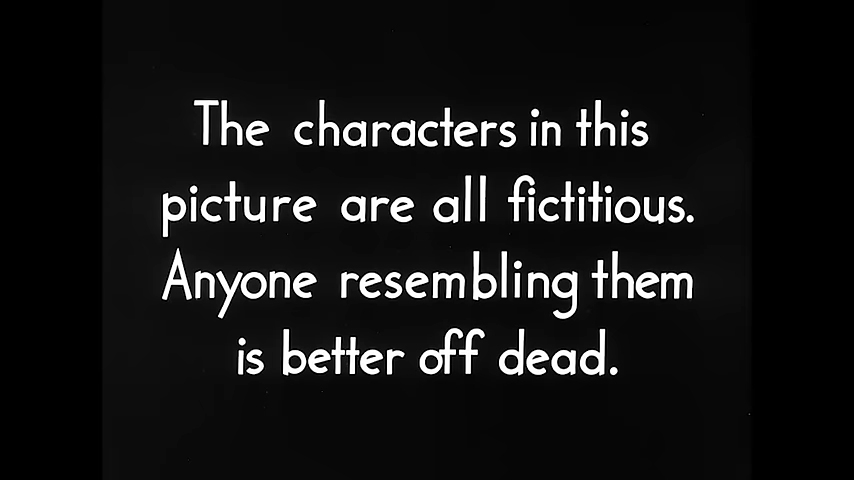 The characters in this
picture are all fictitious.
Anyone resembling them
is better off dead.